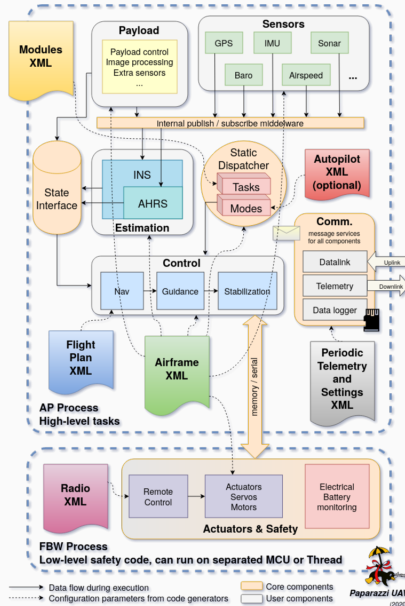 Payload
Sensors
Modules
XML
Payload control
Image processing
Extra sensors
...
GPS
IMU
Sonar
Baro
Airspeed
...
internal publish / subscribe middleware
Static
Dispatcher
Tasks
Modes
Autopilot
XML
(optional)
State
Interface
INS
AHRS
Estimation
Comm.
message services
for all components
Datalink
Telemetry
Data logger
Uplink
Downlink
Control
Nav
Guidance
Stabilization
Flight
Plan
XML
Airframe
XML
memory / serial
Periodic
Telemetry
and
Settings
XML
AP Process
High-level tasks
Radio
XML
Remote
Control
Actuators
Servos
Motors
Electrical
Battery
monitoring
Actuators & Safety
FBW Process
Low-level safety code, can run on separated MCU or Thread
Data flow during execution
Configuration parameters from code generators
Core components
User components
Paparazzi UAV